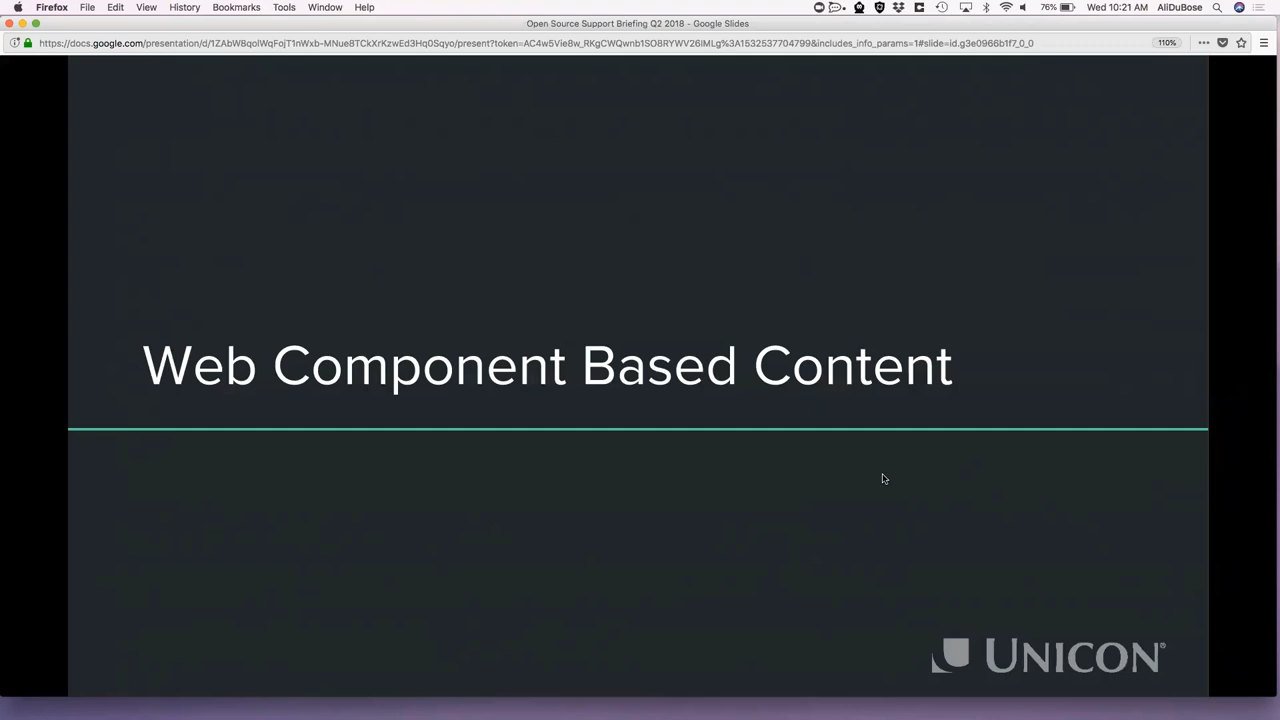 Firefox File Edit View History Bookmarks Tools Window Help 76% Wed 10:21 AM AliDuBose
Open Source Support Briefing Q2 2018 - Google Slides
110%
Web Component Based Content
UNICON®